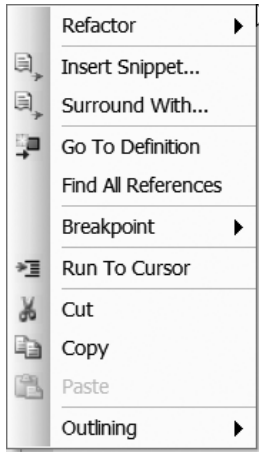 Refactor
Insert Snippet...
Surround With...
Go To Definition
Find All References
Breakpoint
Run To Cursor
Cut
Copy
Paste
Outlining